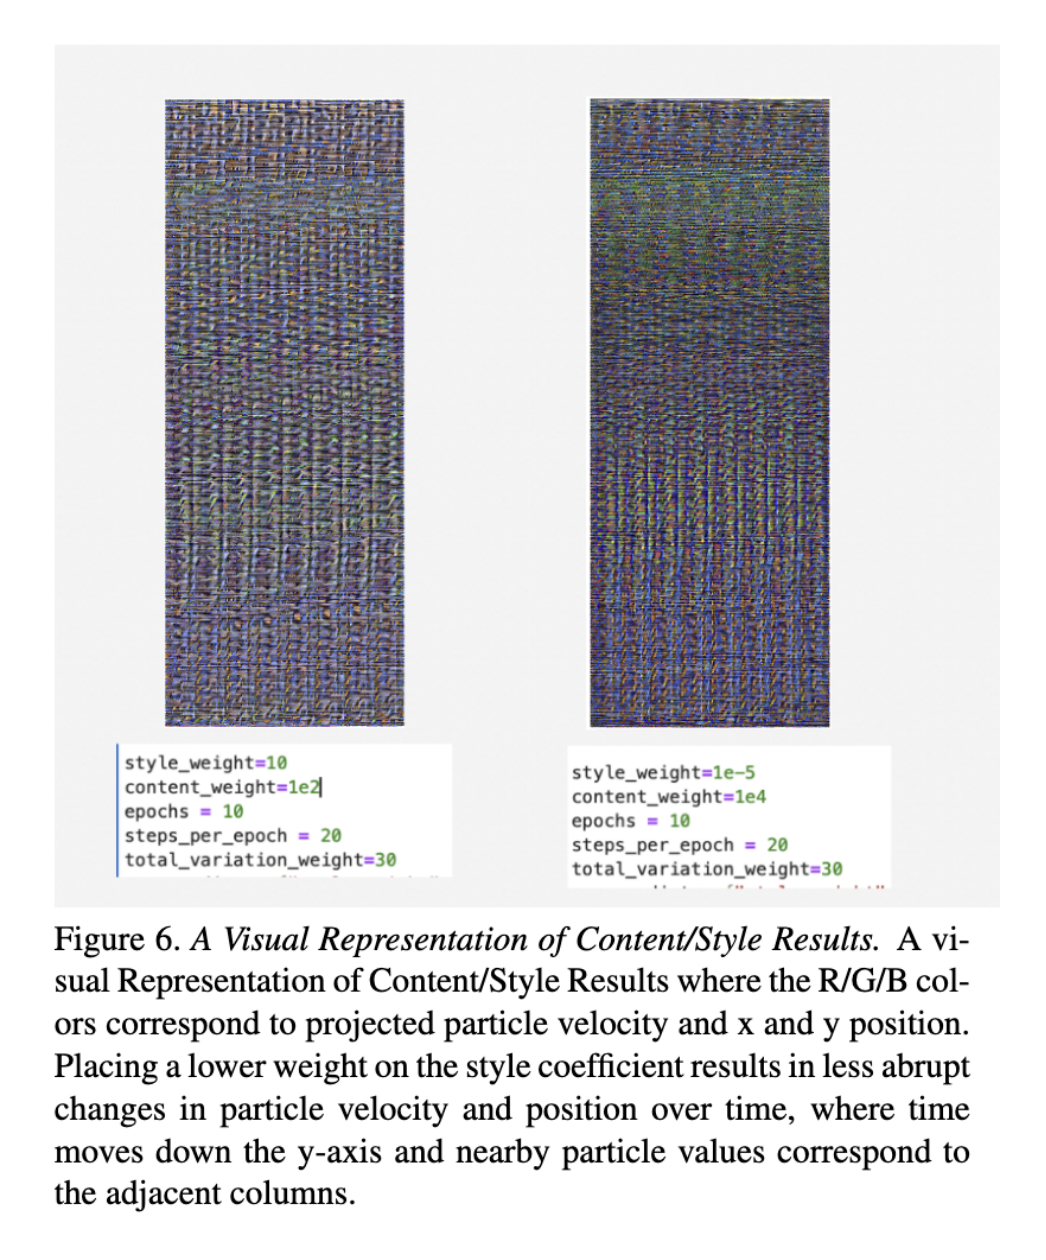 style_weight=10
content_weight=1e2
epochs = 10
steps_per_epoch = 20
total_variation_weight=30
style_weight=1e-5
content_weight=1e4
epochs = 10
steps_per_epoch = 20
total_variation_weight=30
Figure 6. A Visual Representation of Content/Style Results. A vi-
sual Representation of Content/Style Results where the R/G/B col-
ors correspond to projected particle velocity and x and y position.
Placing a lower weight on the style coefficient results in less abrupt
changes in particle velocity and position over time, where time
moves down the y-axis and nearby particle values correspond to
the adjacent columns.